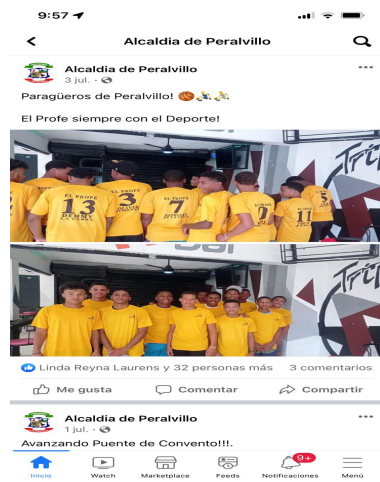 9:57
Alcaldia de Peralvillo
Alcaldia de Peralvillo
3 jul. ·
Paragüeros de Peralvillo!
El Profe siempre con el Deporte!
EL PROFE
13
DEMMY
EL PROFE
3
EL PROFE
7
11
5
Linda Reyna Laurens y 32 personas más
3 comentarios
Me gusta
Comentar
Compartir
Alcaldia de Peralvillo
1 jul. ·
Avanzando Puente de Convento!!!.
9+
Inicio
Watch
Marketplace
Feeds
Notificaciones
Menú